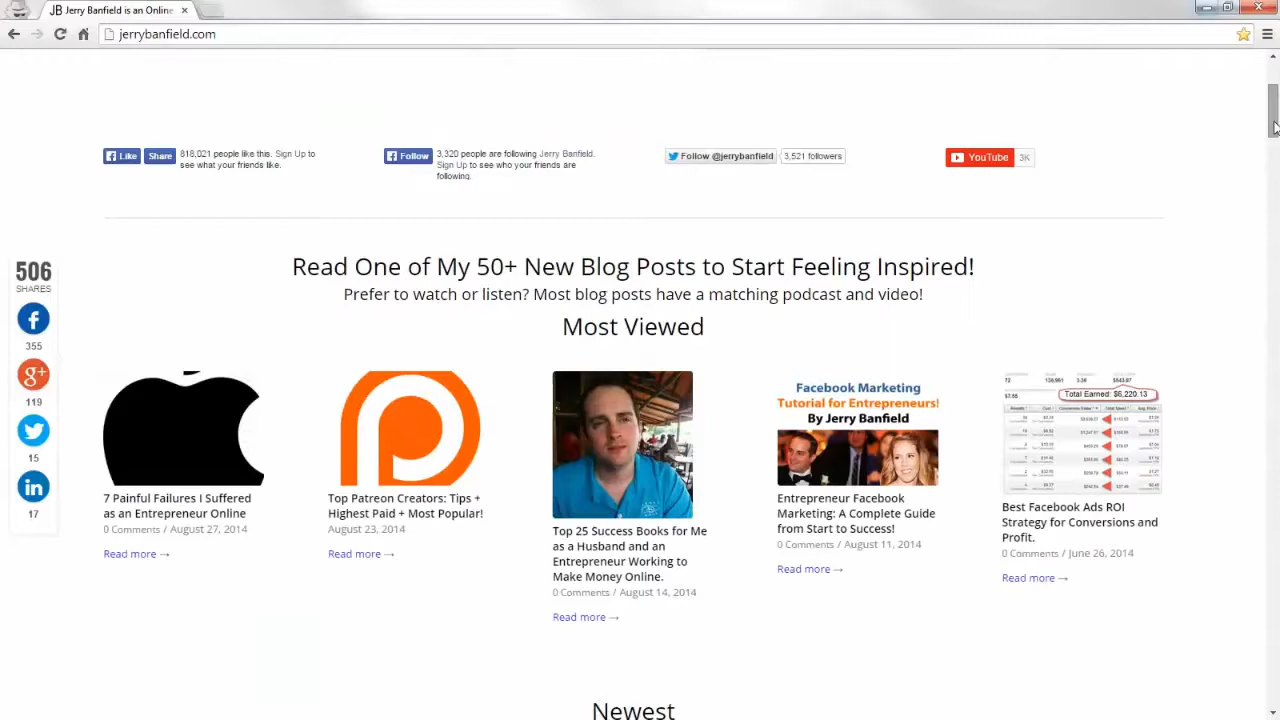 JB Jerry Banfield is an Online
jerrybanfield.com
Like
Share
818,021 people like this. Sign Up to
see what your friends like.
Follow
3,320 people are following Jerry Banfield.
Sign Up to see who your friends are
following.
Follow @jerrybanfield
3,521 followers
YouTube
3K
Read One of My 50+ New Blog Posts to Start Feeling Inspired!
Prefer to watch or listen? Most blog posts have a matching podcast and video!
Most Viewed
506
SHARES
355
119
15
17
7 Painful Failures I Suffered
as an Entrepreneur Online
0 Comments / August 27, 2014
Read more →
Top Patreon Creators: Tips +
Highest Paid + Most Popular!
August 23, 2014
Read more →
Top 25 Success Books for Me
as a Husband and an
Entrepreneur Working to
Make Money Online.
0 Comments / August 14, 2014
Read more →
Facebook Marketing
Tutorial for Entrepreneurs!
By Jerry Banfield
Entrepreneur Facebook
Marketing: A Complete Guide
from Start to Success!
0 Comments / August 11, 2014
Read more →
Total Earned: $6,220.13
Best Facebook Ads ROI
Strategy for Conversions and
Profit.
0 Comments / June 26, 2014
Read more →
Newest